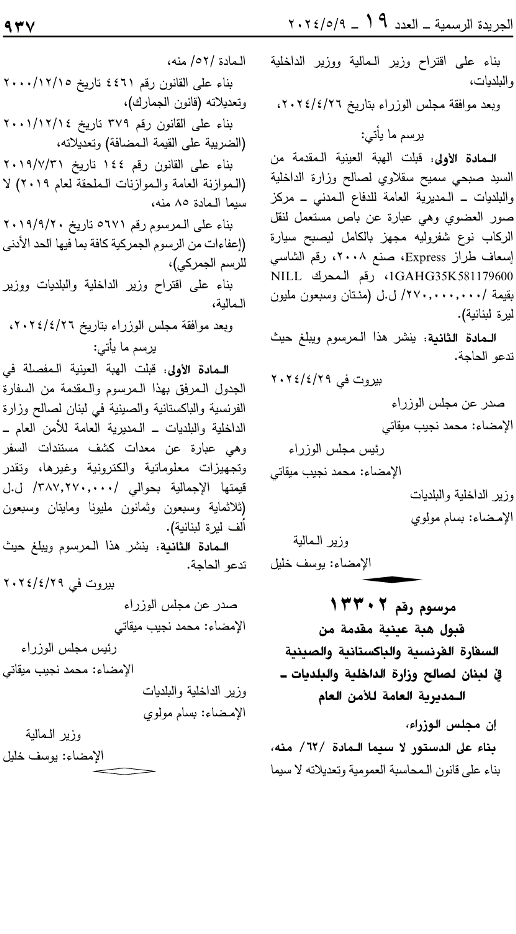 الجريدة الرسمية ــ العدد ١٩ ــ ٢٠٢٤/٥/٩
٩٣٧
بناء على اقتراح وزير المالية ووزير الداخلية
والبلديات،
وبعد موافقة مجلس الوزراء بتاريخ ٢٠٢٤/٤/٢٦،
يرسم ما يأتي:
المادة الأولى: قبلت الهبة العينية المقدمة من
السيد صبحي سميح سقلاوي لصالح وزارة الداخلية
والبلديات ــ المديرية العامة للدفاع المدني ــ مركز
صور العضوي وهي عبارة عن باص مستعمل لنقل
الركاب نوع شفروليه مجهز بالكامل ليصبح سيارة
إسعاف طراز Express، صنع ٢٠٠٨، رقم الشاسي
1GAHG35K581179600، رقم المحرك NILL
بقيمة /٢٧٠,٠٠٠,٠٠٠/ ل.ل (مئتان وسبعون مليون
ليرة لبنانية).
المادة الثانية: ينشر هذا المرسوم ويبلغ حيث
تدعو الحاجة.
بيروت في ٢٠٢٤/٤/٢٩
صدر عن مجلس الوزراء
الإمضاء: محمد نجيب ميقاتي
رئيس مجلس الوزراء
الإمضاء: محمد نجيب ميقاتي
وزير الداخلية والبلديات
الإمضاء: بسام مولوي
وزير المالية
الإمضاء: يوسف خليل
مرسوم رقم ١٣٣٠٢
قبول هبة عينية مقدمة من
السفارة الفرنسية والباكستانية والصينية
في لبنان لصالح وزارة الداخلية والبلديات ــ
المديرية العامة للأمن العام
إن مجلس الوزراء،
بناء على الدستور لا سيما المادة /٦٢/ منه،
بناء على قانون المحاسبة العمومية وتعديلاته لا سيما
المادة /٥٢/ منه،
بناء على القانون رقم ٤٤٦١ تاريخ ٢٠٠٠/١٢/١٥
وتعديلاته (قانون الجمارك)،
بناء على القانون رقم ٣٧٩ تاريخ ٢٠٠١/١٢/١٤
(الضريبة على القيمة المضافة) وتعديلاته،
بناء على القانون رقم ١٤٤ تاريخ ٢٠١٩/٧/٣١
(الموازنة العامة والموازنات الملحقة لعام ٢٠١٩) لا
سيما المادة ٨٥ منه،
بناء على المرسوم رقم ٥٦٧١ تاريخ ٢٠١٩/٩/٢٠
(إعفاءات من الرسوم الجمركية كافة بما فيها الحد الأدنى
للرسم الجمركي)،
بناء على اقتراح وزير الداخلية والبلديات ووزير
المالية،
وبعد موافقة مجلس الوزراء بتاريخ ٢٠٢٤/٤/٢٦،
يرسم ما يأتي:
المادة الأولى: قبلت الهبة العينية المفصلة في
الجدول المرفق بهذا المرسوم والمقدمة من السفارة
الفرنسية والباكستانية والصينية في لبنان لصالح وزارة
الداخلية والبلديات ــ المديرية العامة للأمن العام ــ
وهي عبارة عن معدات كشف مستندات السفر
وتجهيزات معلوماتية والكترونية وغيرها، وتقدر
قيمتها الإجمالية بحوالي /٣٨٧,٢٧٠,٠٠٠/ ل.ل
(ثلاثماية وسبعون وثمانون مليونا ومايتان وسبعون
ألف ليرة لبنانية).
المادة الثانية: ينشر هذا المرسوم ويبلغ حيث
تدعو الحاجة.
بيروت في ٢٠٢٤/٤/٢٩
صدر عن مجلس الوزراء
الإمضاء: محمد نجيب ميقاتي
رئيس مجلس الوزراء
الإمضاء: محمد نجيب ميقاتي
وزير الداخلية والبلديات
الإمضاء: بسام مولوي
وزير المالية
الإمضاء: يوسف خليل